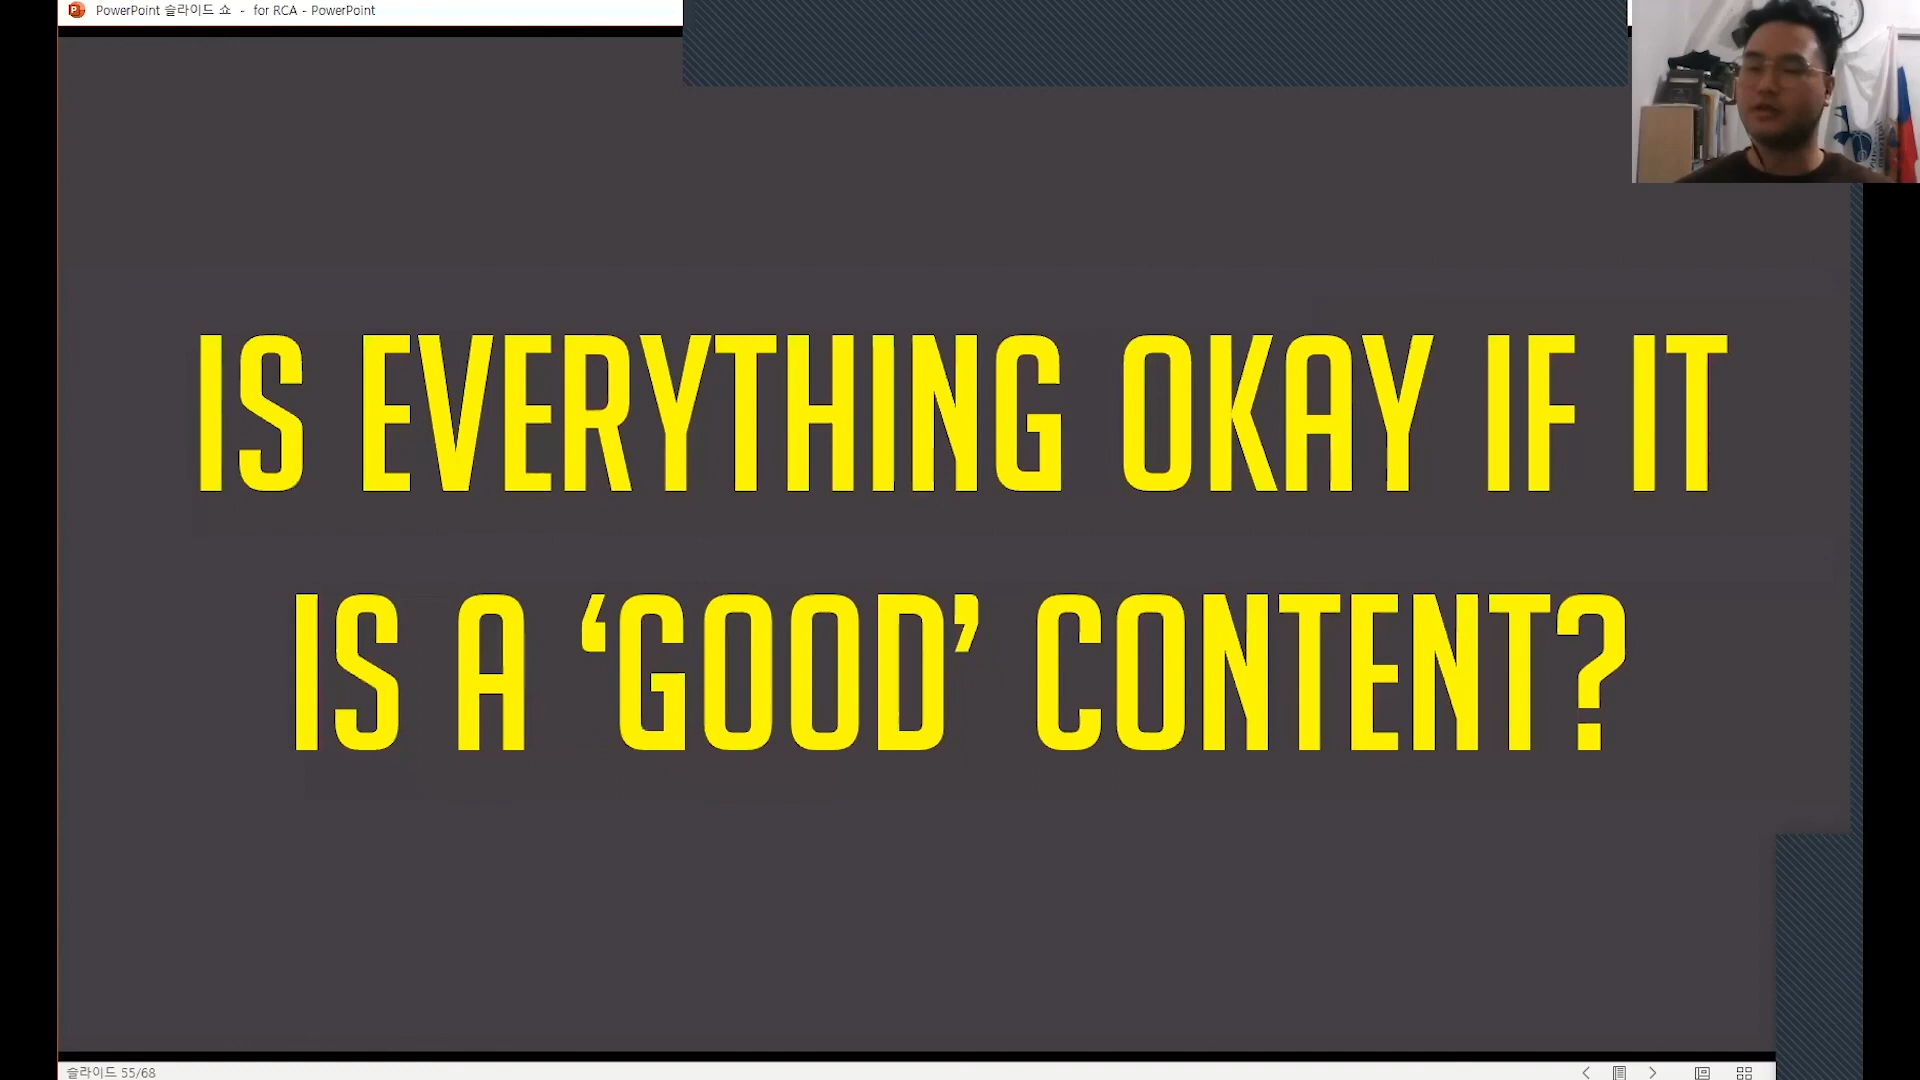 PowerPoint 슬라이드 쇼 - for RCA - PowerPoint
IS EVERYTHING OKAY IF IT
IS A ‘GOOD’ CONTENT?
슬라이드 55/68